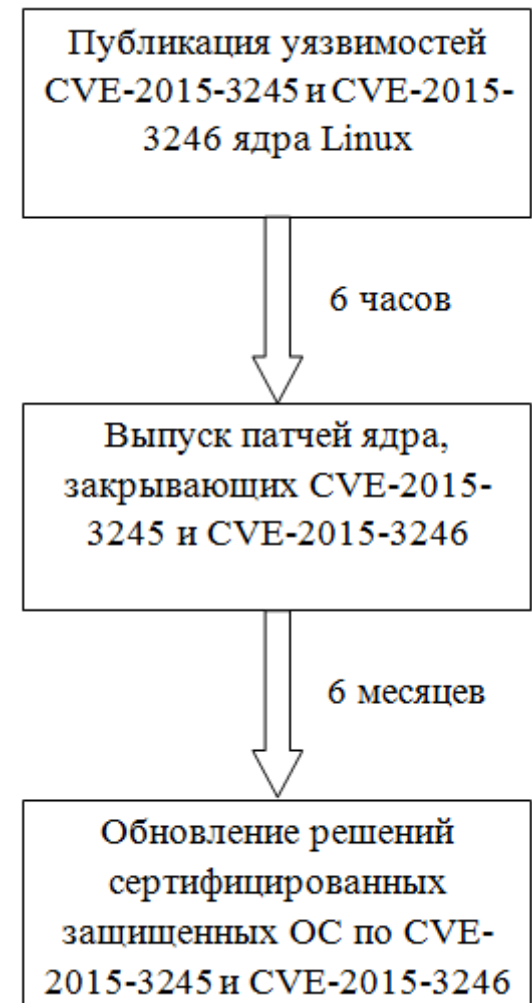 Публикация уязвимостей
CVE-2015-3245 и CVE-2015-
3246 ядра Linux
6 часов
Выпуск патчей ядра,
закрывающих CVE-2015-
3245 и CVE-2015-3246
6 месяцев
Обновление решений
сертифицированных
защищенных ОС по CVE-
2015-3245 и CVE-2015-3246